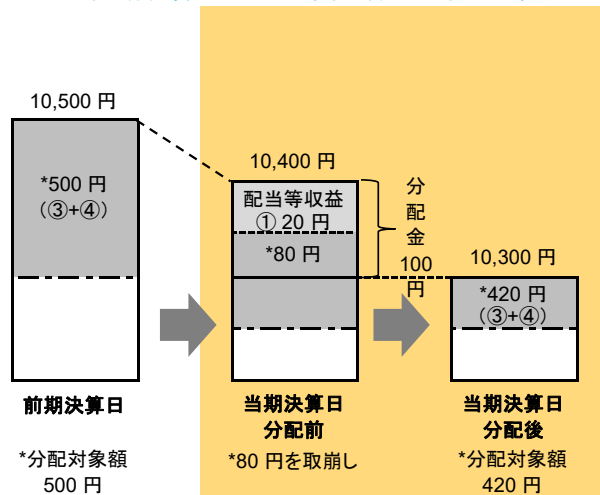 10,500 円
*500 円
(③+④)
前期決算日
*分配対象額
500 円
10,400 円
配当等収益
① 20 円
*80 円
分配金 100 円
当期決算日
分配前
*80 円を取崩し
10,300 円
*420 円
(③+④)
当期決算日
分配後
*分配対象額
420 円